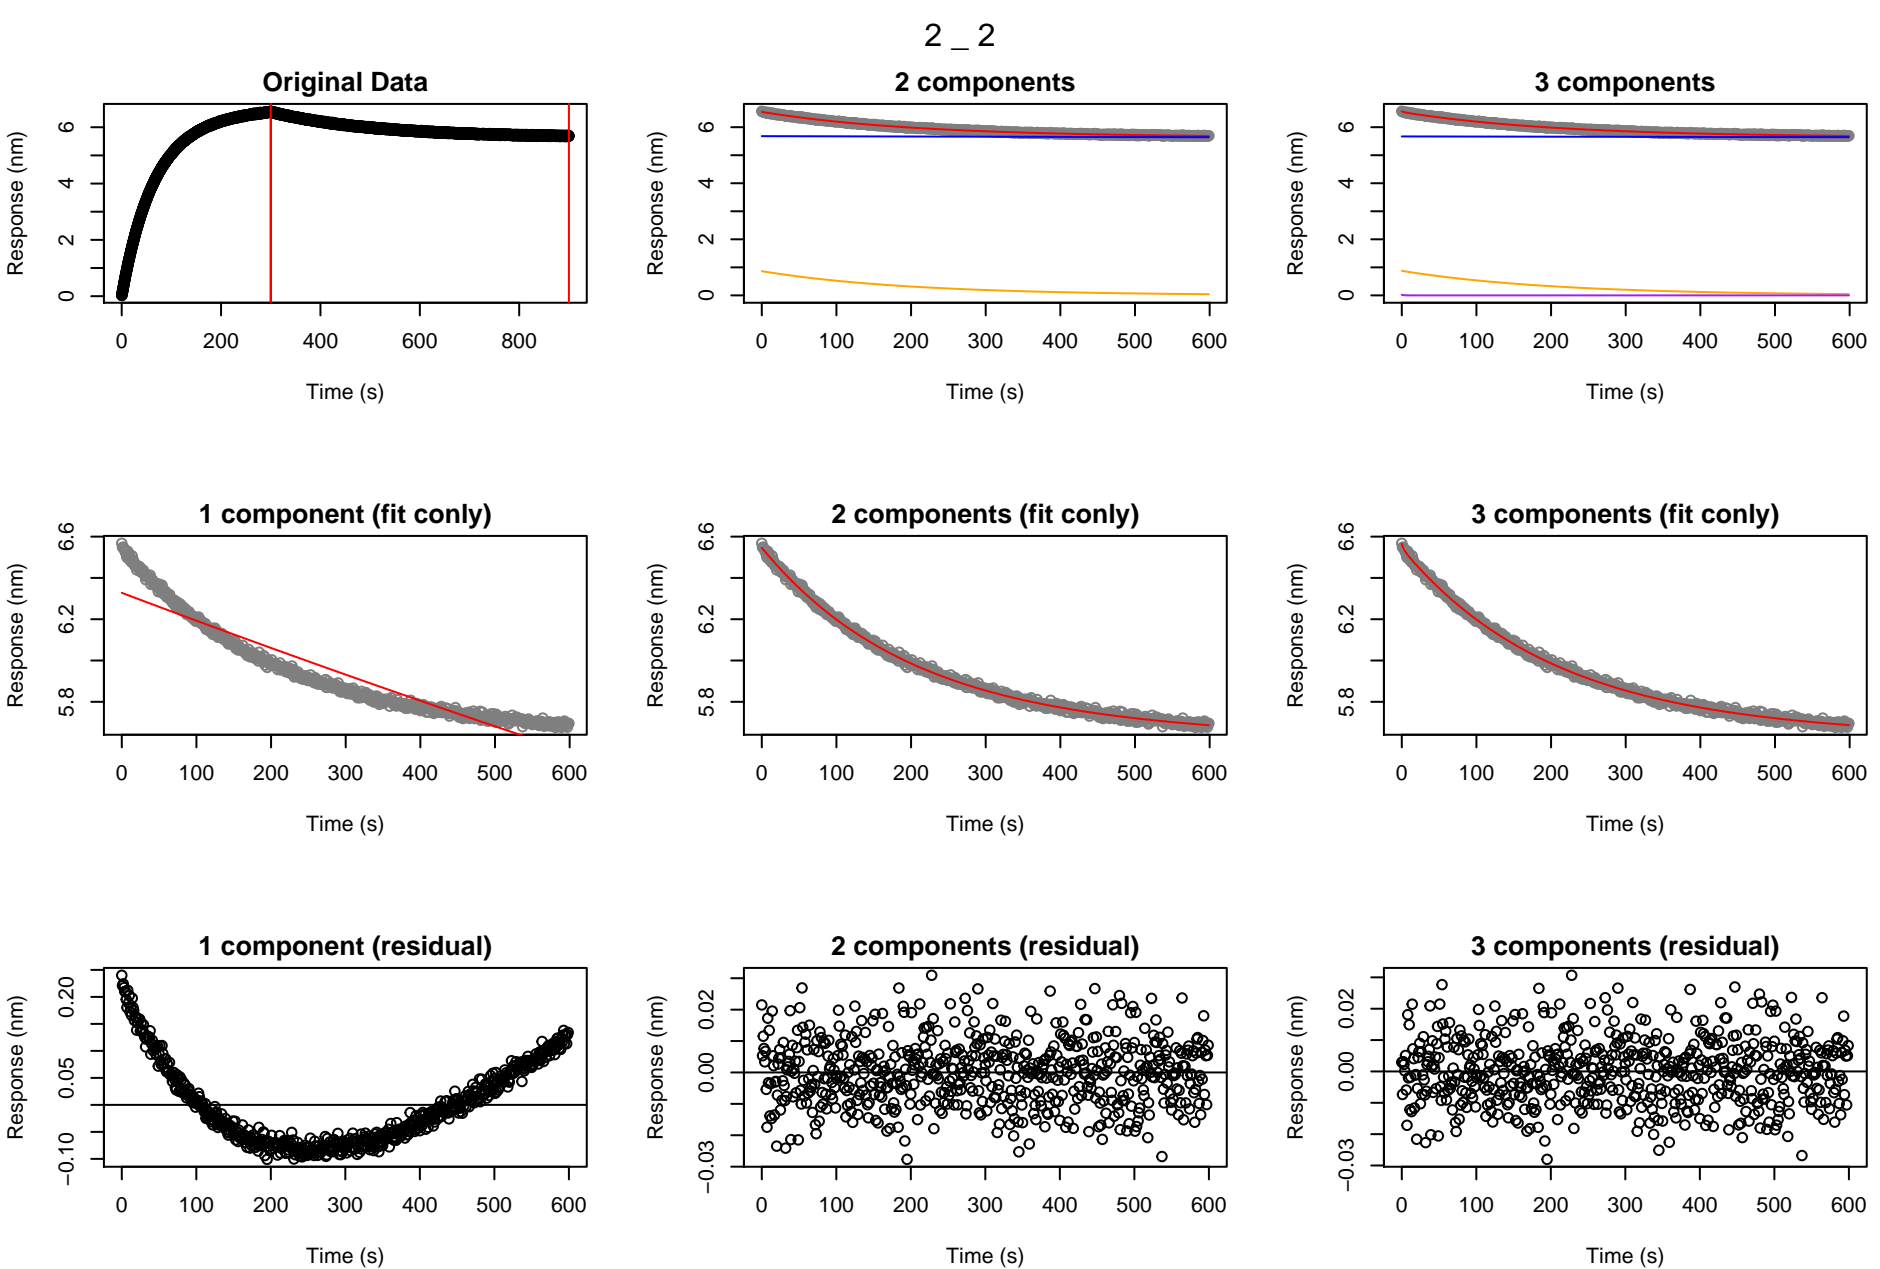 2 _ 2
Original Data
Response (nm)
0 2 4 6
0 200 400 600 800
Time (s)
2 components
Response (nm)
0 2 4 6
0 100 200 300 400 500 600
Time (s)
3 components
Response (nm)
0 2 4 6
0 100 200 300 400 500 600
Time (s)
1 component (fit conly)
Response (nm)
5.8 6.2 6.6
0 100 200 300 400 500 600
Time (s)
2 components (fit conly)
Response (nm)
5.8 6.2 6.6
0 100 200 300 400 500 600
Time (s)
3 components (fit conly)
Response (nm)
5.8 6.2 6.6
0 100 200 300 400 500 600
Time (s)
1 component (residual)
Response (nm)
−0.10 0.05 0.20
0 100 200 300 400 500 600
Time (s)
2 components (residual)
Response (nm)
−0.03 0.00 0.02
0 100 200 300 400 500 600
Time (s)
3 components (residual)
Response (nm)
−0.03 0.00 0.02
0 100 200 300 400 500 600
Time (s)